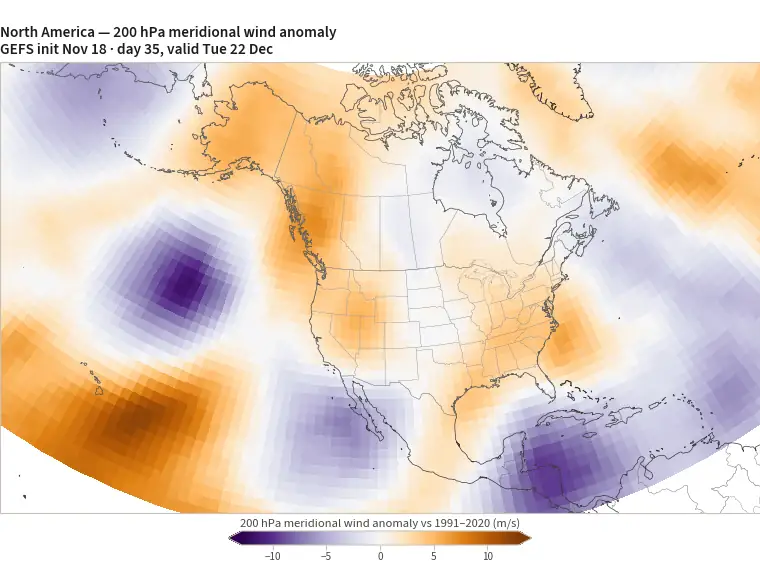 North America — 200 hPa meridional wind anomaly
GEFS init Nov 18 · day 35, valid Tue 22 Dec
200 hPa meridional wind anomaly vs 1991–2020 (m/s)
−10 −5 0 5 10